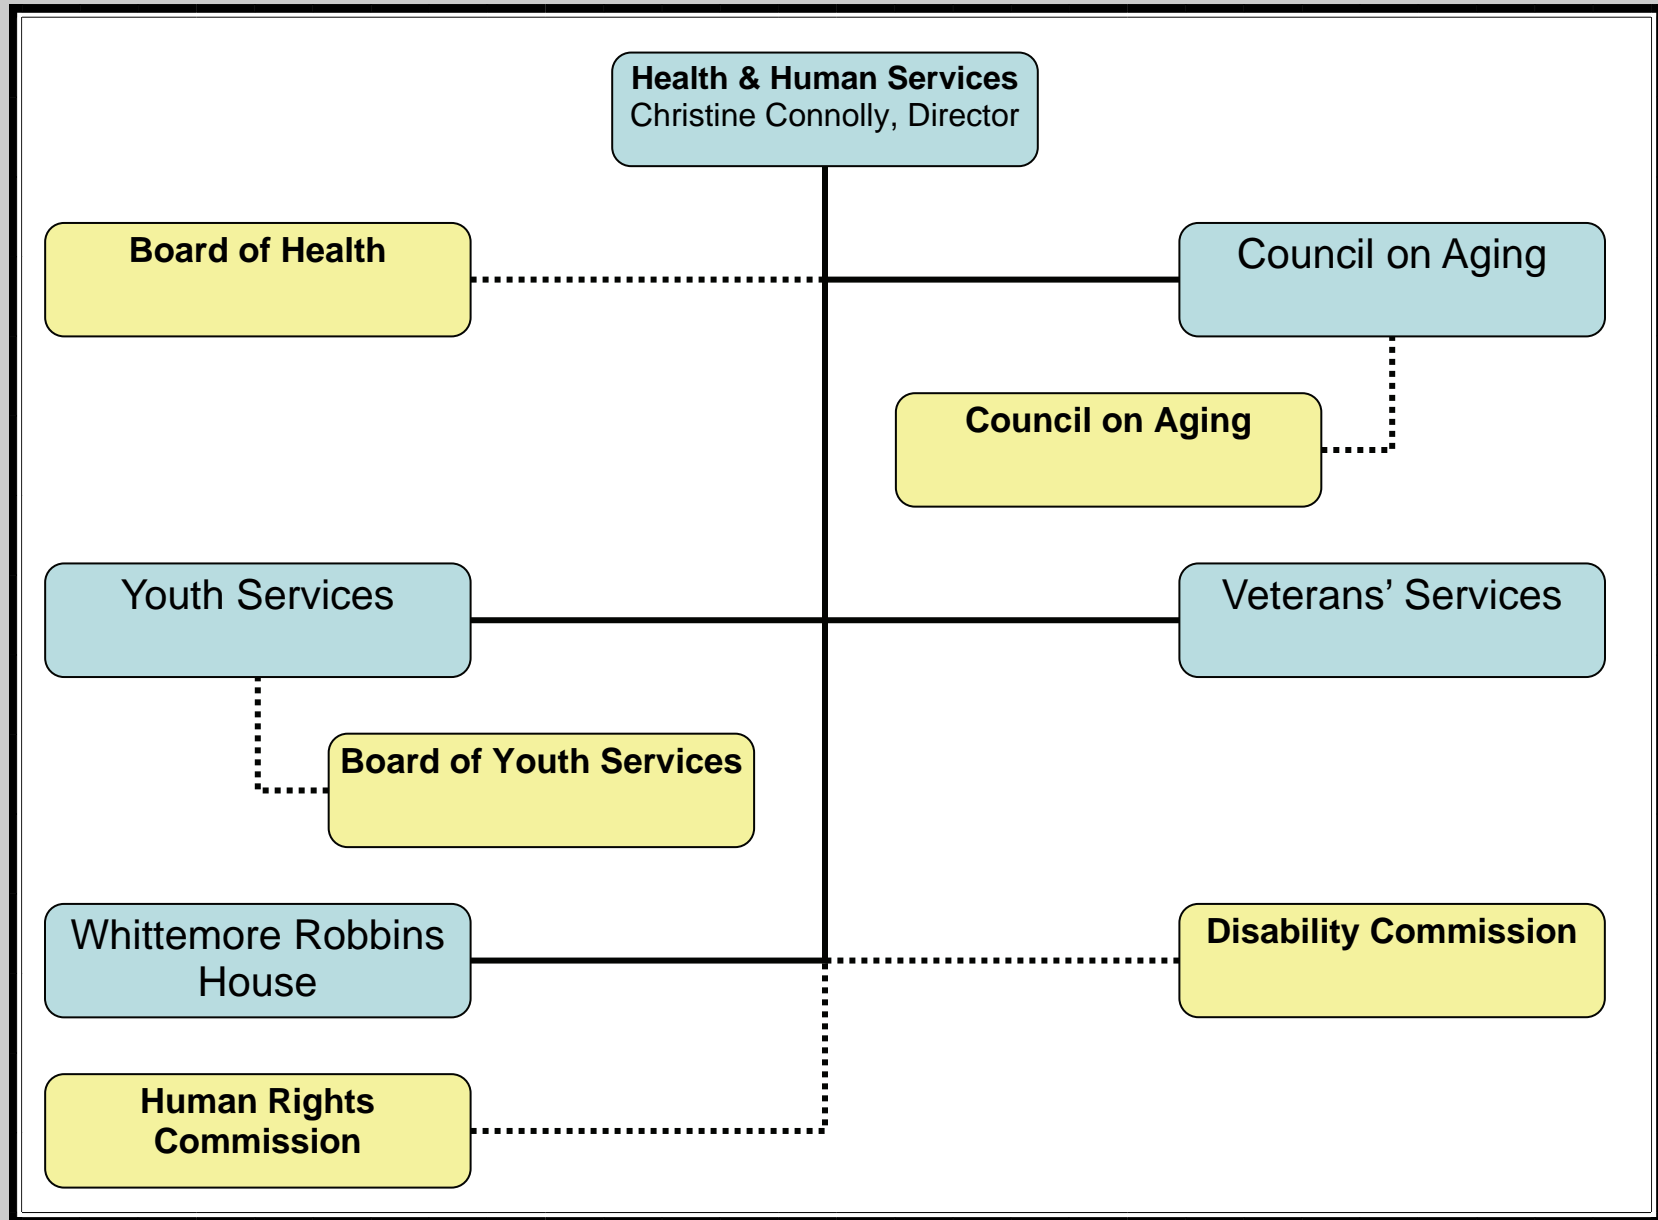 Health & Human Services
Christine Connolly, Director
Board of Health
Council on Aging
Council on Aging
Youth Services
Veterans’ Services
Board of Youth Services
Whittemore Robbins
House
Disability Commission
Human Rights
Commission